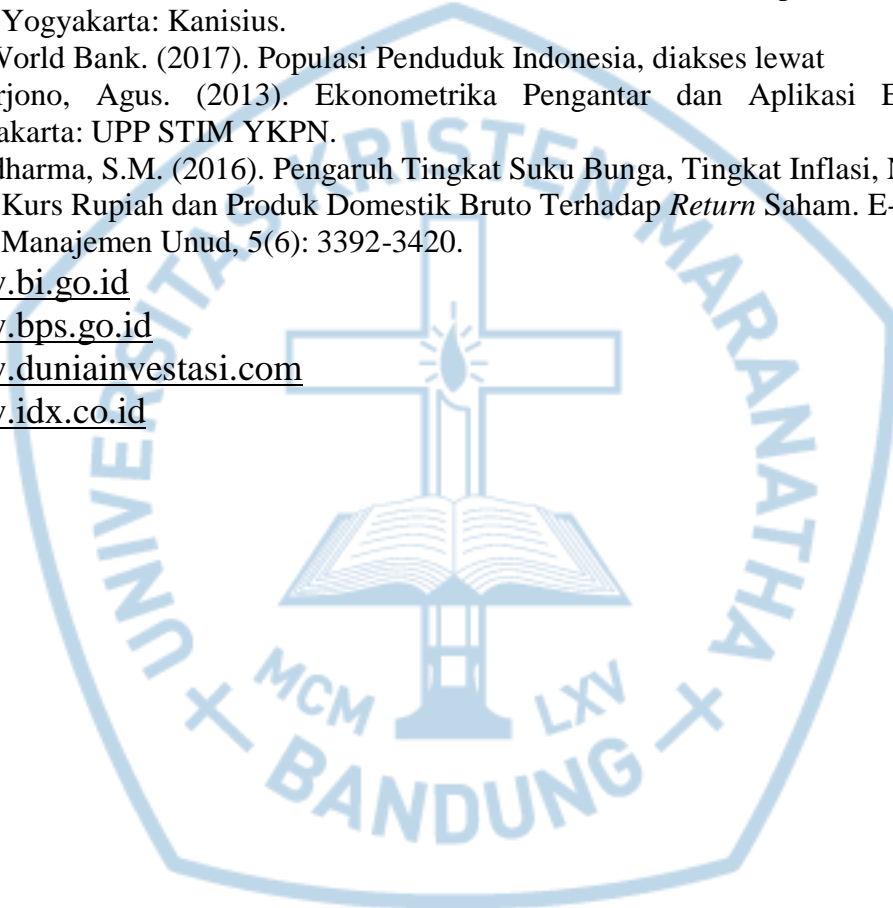 Yogyakarta: Kanisius.
World Bank. (2017). Populasi Penduduk Indonesia, diakses lewat
rjono, Agus. (2013). Ekonometrika Pengantar dan Aplikasi E
akarta: UPP STIM YKPN.
dharma, S.M. (2016). Pengaruh Tingkat Suku Bunga, Tingkat Inflasi,
Kurs Rupiah dan Produk Domestik Bruto Terhadap Return Saham. E-
Manajemen Unud, 5(6): 3392-3420.
.bi.go.id
.bps.go.id
.duniainvestasi.com
.idx.co.id
UNIVERSITAS KRISTEN MARANATHA
MCM LXV
BANDUNG